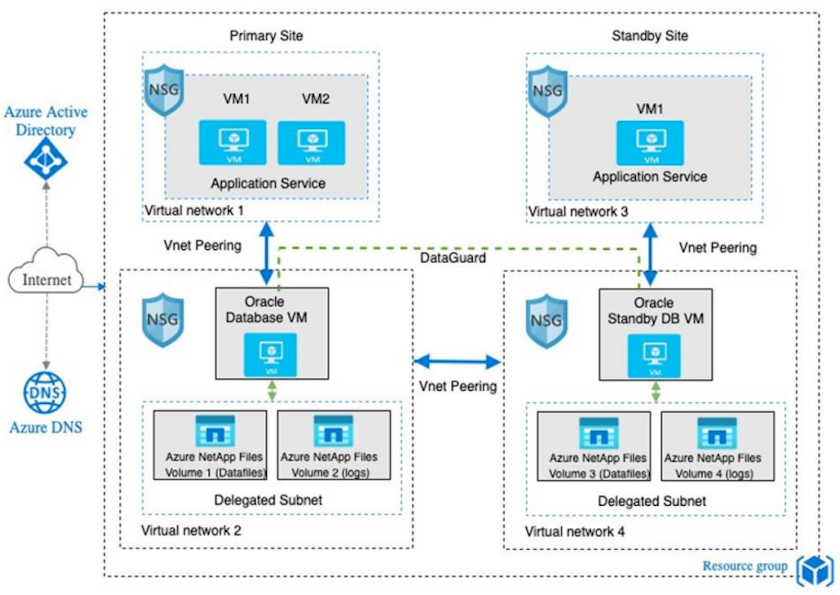 Primary Site
Standby Site
Azure Active
Directory
NSG
VM1
VM2
VM
VM
Application Service
Virtual network 1
NSG
VM1
VM
Application Service
Virtual network 3
Vnet Peering
DataGuard
Vnet Peering
Internet
NSG
Oracle
Database VM
VM
Vnet Peering
NSG
Oracle
Standby DB VM
VM
DNS
Azure DNS
Azure NetApp Files
Volume 1 (Datafiles)
Azure NetApp Files
Volume 2 (logs)
Delegated Subnet
Virtual network 2
Azure NetApp Files
Volume 3 (Datafiles)
Azure NetApp Files
Volume 4 (logs)
Delegated Subnet
Virtual network 4
Resource group